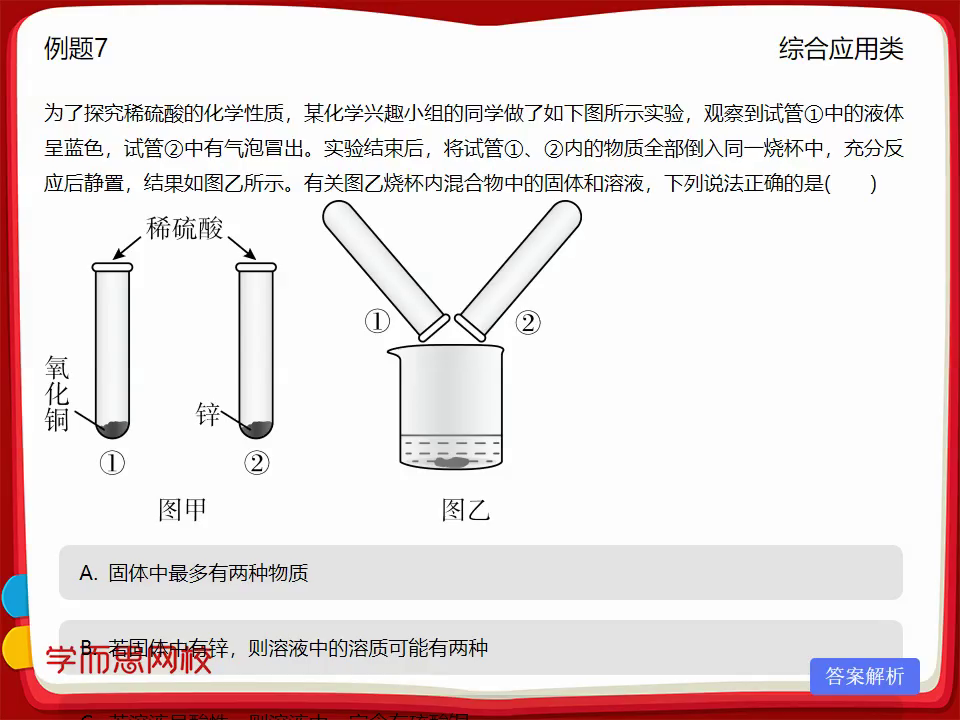 例题7
综合应用类
为了探究稀硫酸的化学性质，某化学兴趣小组的同学做了如下图所示实验，观察到试管①中的液体
呈蓝色，试管②中有气泡冒出。实验结束后，将试管①、②内的物质全部倒入同一烧杯中，充分反
应后静置，结果如图乙所示。有关图乙烧杯内混合物中的固体和溶液，下列说法正确的是(　　)
稀硫酸
①
②
氧化铜
锌
①
②
图甲
图乙
A. 固体中最多有两种物质
B. 若固体中有锌，则溶液中的溶质可能有两种
学而思网校
答案解析